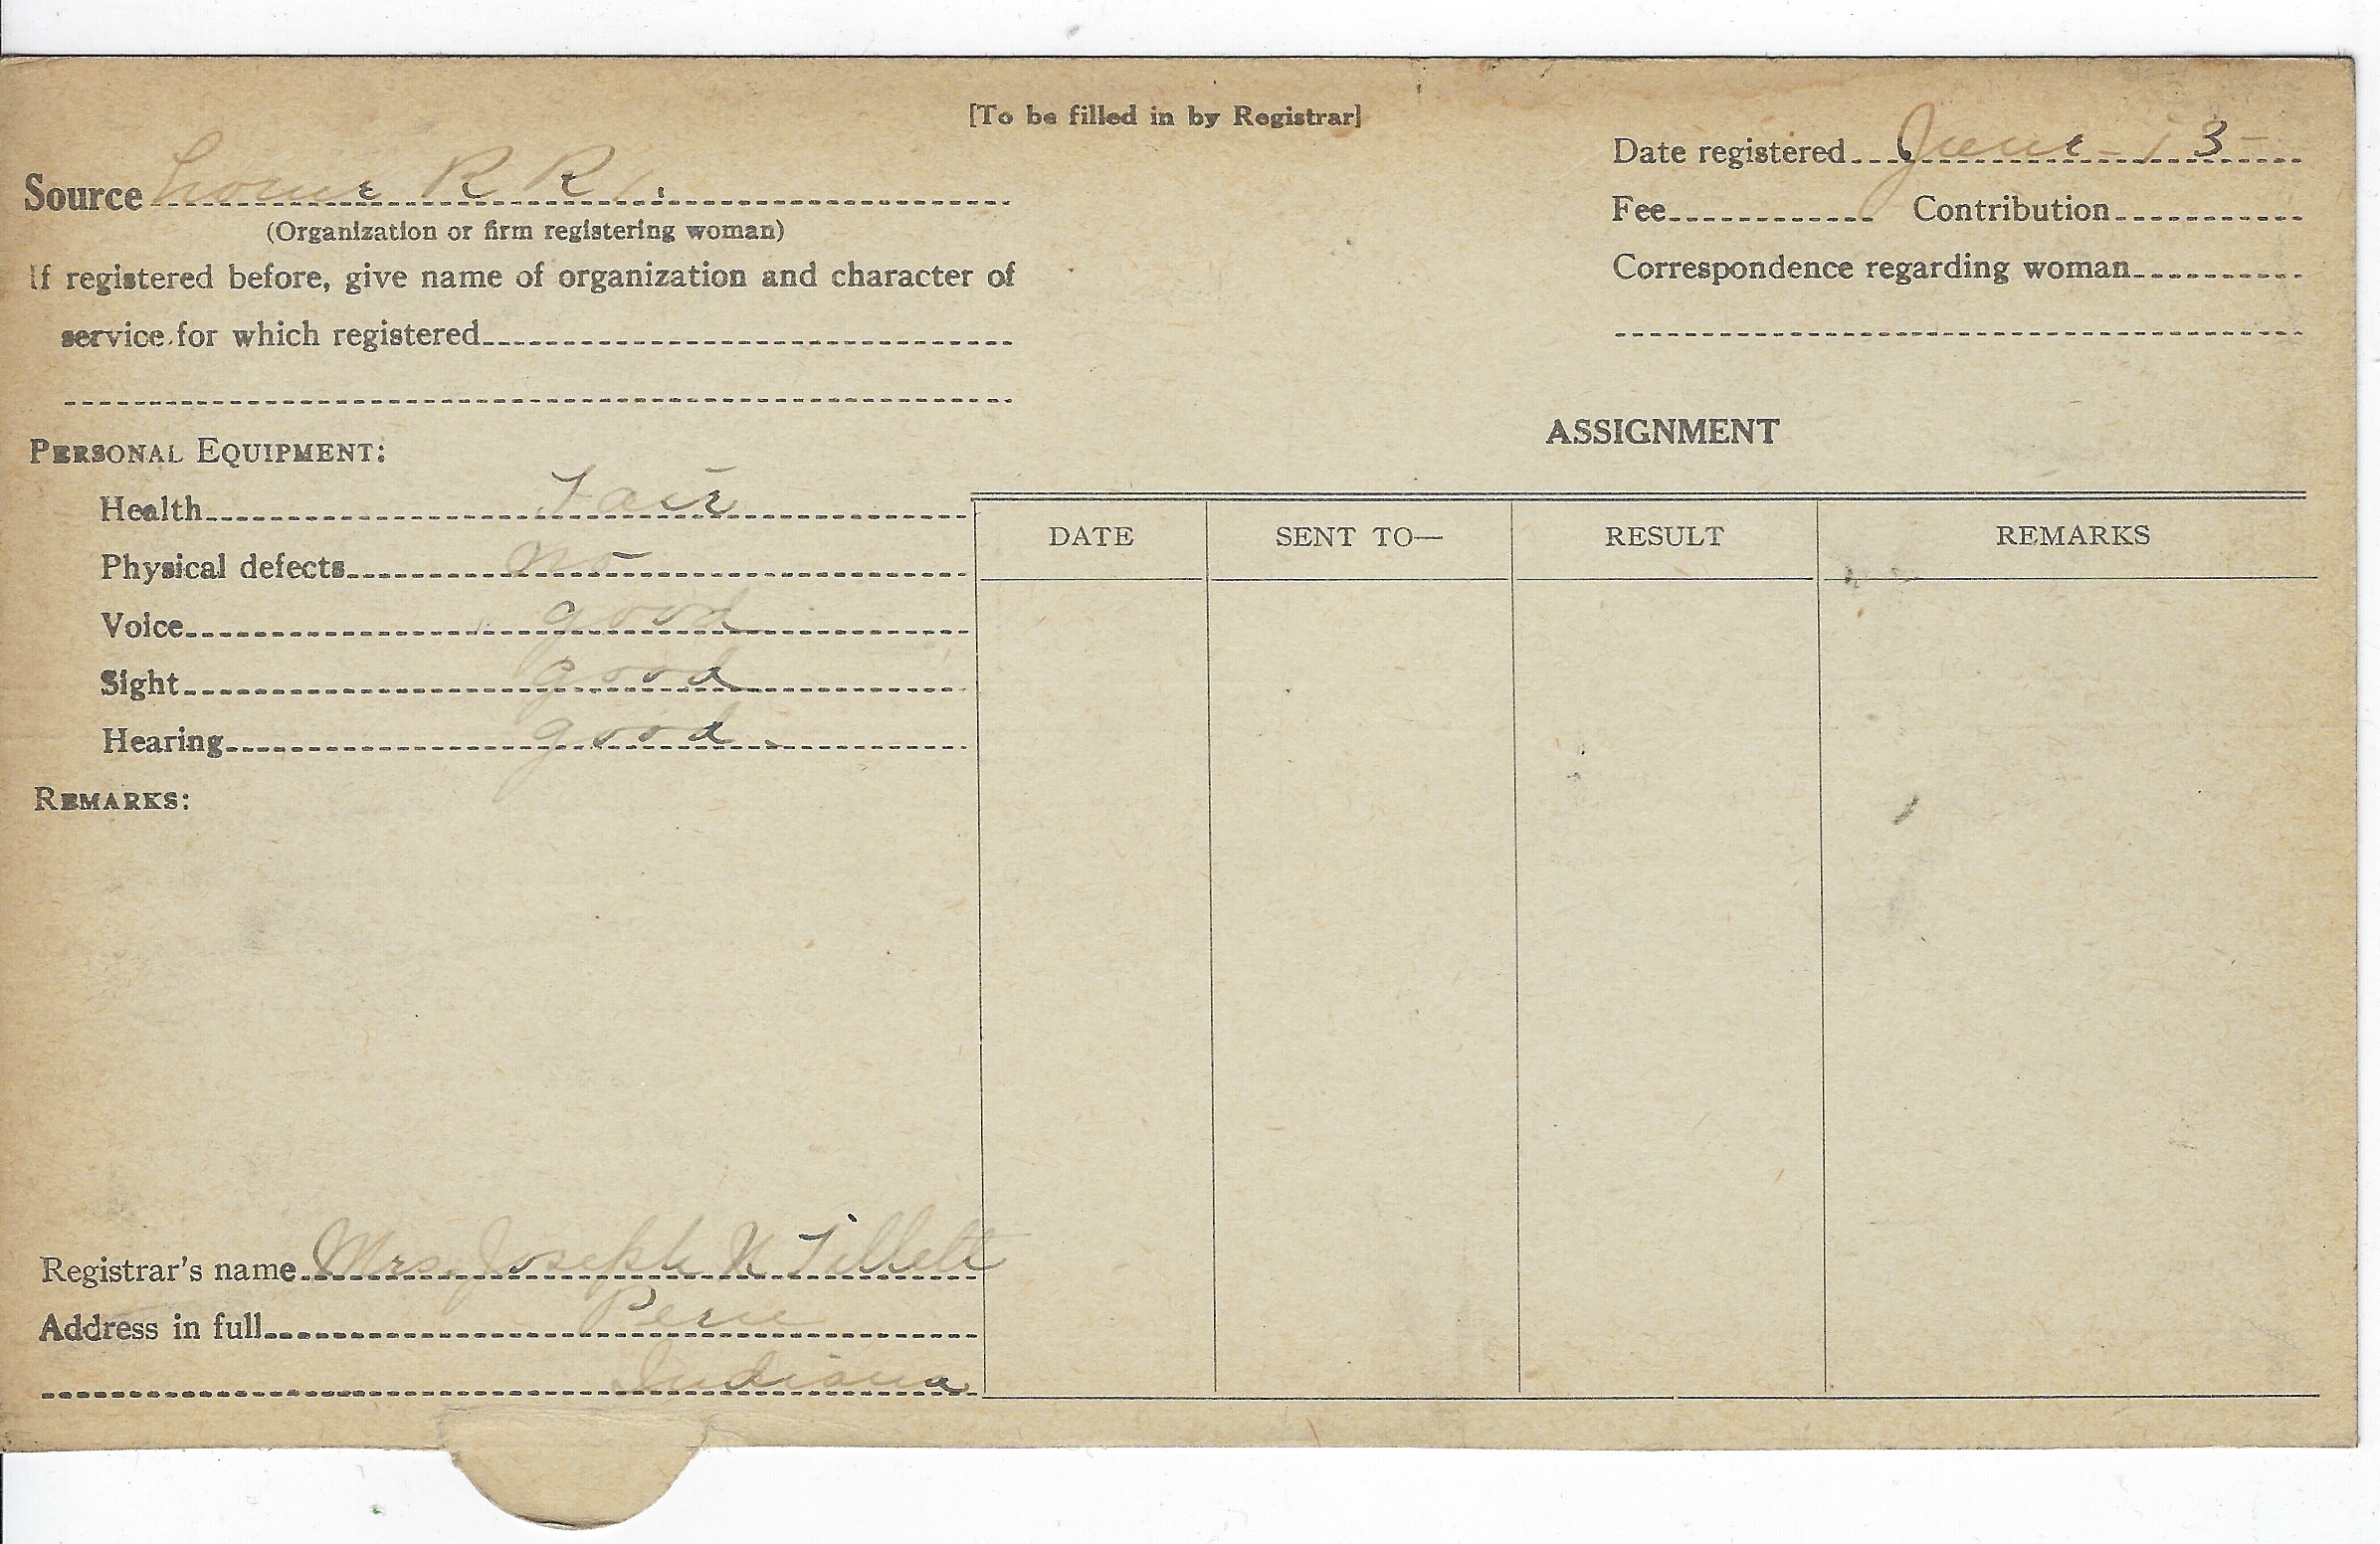 [To be filled in by Registrar]
Source home R R 1.
(Organization or firm registering woman)
If registered before, give name of organization and character of
service for which registered
Date registered June 13
Fee Contribution
Correspondence regarding woman
PERSONAL EQUIPMENT:
Health Fair
Physical defects no
Voice good
Sight good
Hearing good
REMARKS:
ASSIGNMENT
DATE SENT TO— RESULT REMARKS
Registrar's name Mrs. Joseph N Tillett
Address in full Peru
Indiana